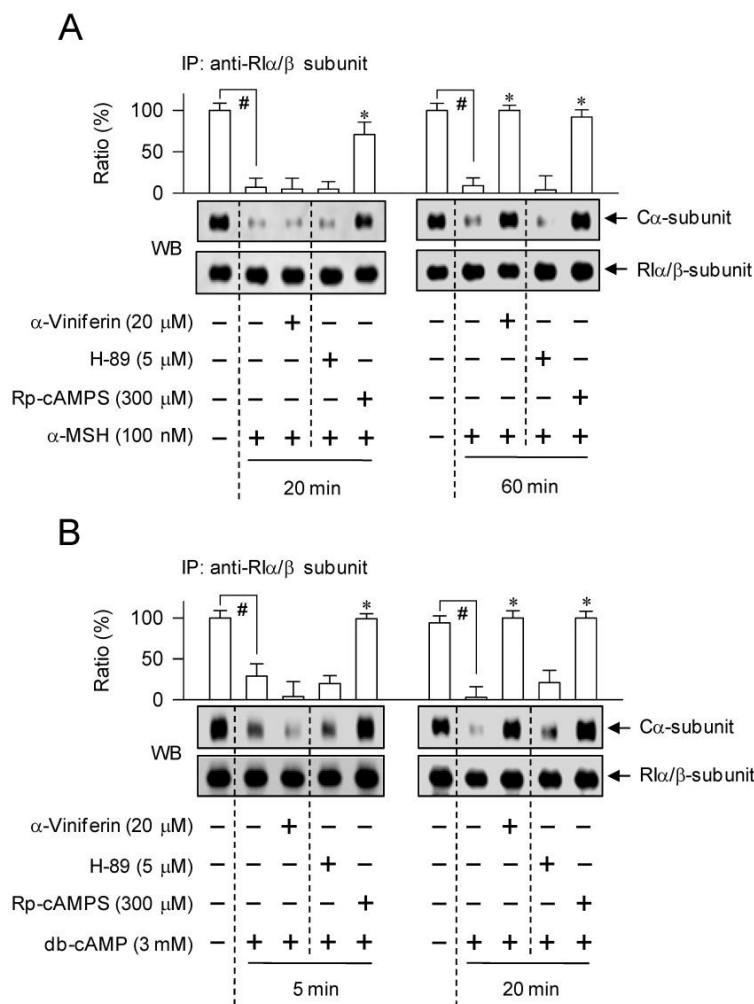 A
IP: anti-RIα/β subunit
Ratio (%)
100
50
0
# * # * *
WB
Cα-subunit
RIα/β-subunit
α-Viniferin (20 μM) – – + – – – – + – –
H-89 (5 μM) – – – + – – – – + –
Rp-cAMPS (300 μM) – – – – + – – – – +
α-MSH (100 nM) – + + + + – + + + +
20 min 60 min
B
IP: anti-RIα/β subunit
Ratio (%)
100
50
0
# * # * *
WB
Cα-subunit
RIα/β-subunit
α-Viniferin (20 μM) – – + – – – – + – –
H-89 (5 μM) – – – + – – – – + –
Rp-cAMPS (300 μM) – – – – + – – – – +
db-cAMP (3 mM) – + + + + – + + + +
5 min 20 min